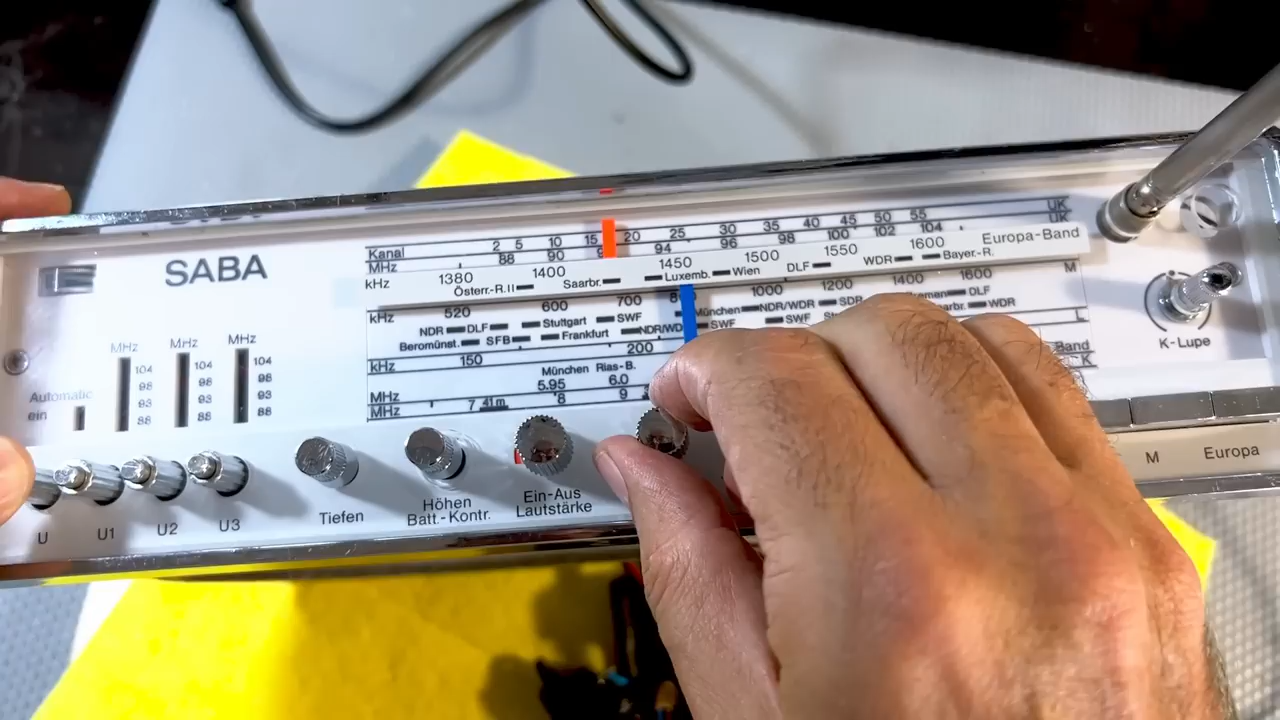 SABA
Kanal 2 5 10 15 20 25 30 35 40 45 50 55 UK
MHz 88 90 94 96 98 100 102 104 UK
kHz 1380 1400 1450 1500 1550 1600 Europa-Band
Österr.-R.II Saarbr. Luxemb. Wien DLF WDR Bayer.-R.
kHz 520 600 700 1000 1200 1400 1600 M
NDR DLF Stuttgart SWF München NDR/WDR SDR DLF
Beromünst. SFB Frankfurt NDR/WD SWF SWF WDR L
kHz 150 200 Band
München Rias-B. K
MHz 5.95 6.0
MHz 7 41m 8 9
MHz MHz MHz
104 104 104
98 98 98
93 93 93
88 88 88
Automatic
ein
K-Lupe
U U1 U2 U3
Tiefen
Höhen
Batt.-Kontr.
Ein-Aus
Lautstärke
M Europa